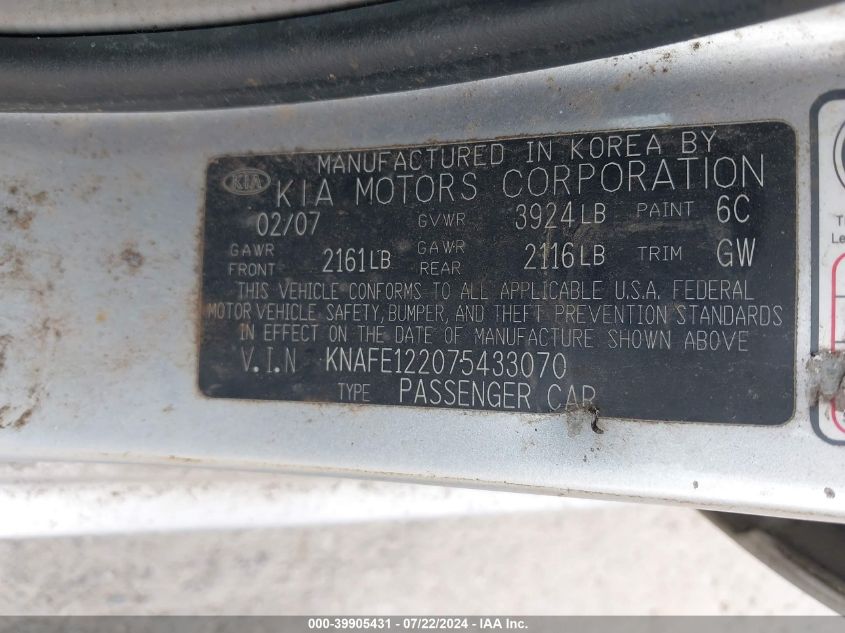 MANUFACTURED IN KOREA BY
KIA KIA MOTORS CORPORATION
02/07 GVWR 3924LB PAINT 6C
GAWR FRONT 2161LB GAWR REAR 2116LB TRIM GW
THIS VEHICLE CONFORMS TO ALL APPLICABLE U.S.A. FEDERAL
MOTOR VEHICLE SAFETY, BUMPER, AND THEFT PREVENTION STANDARDS
IN EFFECT ON THE DATE OF MANUFACTURE SHOWN ABOVE
V.I.N KNAFE122075433070
TYPE PASSENGER CAR
000-39905431 - 07/22/2024 - IAA Inc.